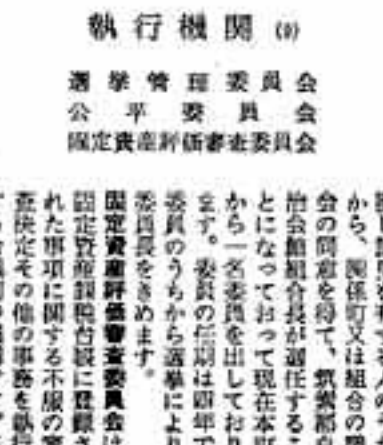 執行機関 (9)
選挙管理委員会
公平委員会
固定資産評価審査委員会
から、関係町又は組合の
会の同意を得て、筑紫郡
治会館組合長が選任する
とになっておって現在本町
から一名委員を出してお
ます。委員の任期は四年で
委員のうちから選挙により
委員長をきめます。
固定資産評価審査委員会は
固定資産課税台帳に登録さ
れた事項に関する不服の審
査決定その他の事務を執